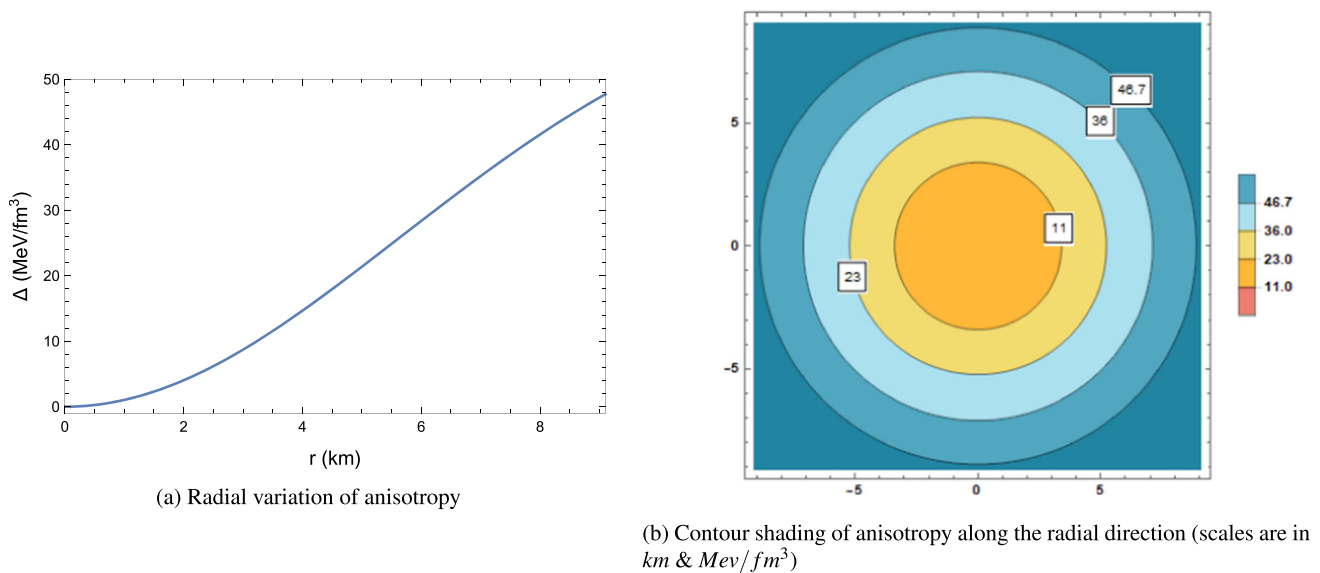 50
40
30
20
10
0
Δ (MeV/fm³)
0 2 4 6 8
r (km)
(a) Radial variation of anisotropy
5
0
−5
−5 0 5
46.7
36
11
23
46.7
36.0
23.0
11.0
(b) Contour shading of anisotropy along the radial direction (scales are in
km & Mev/fm³)